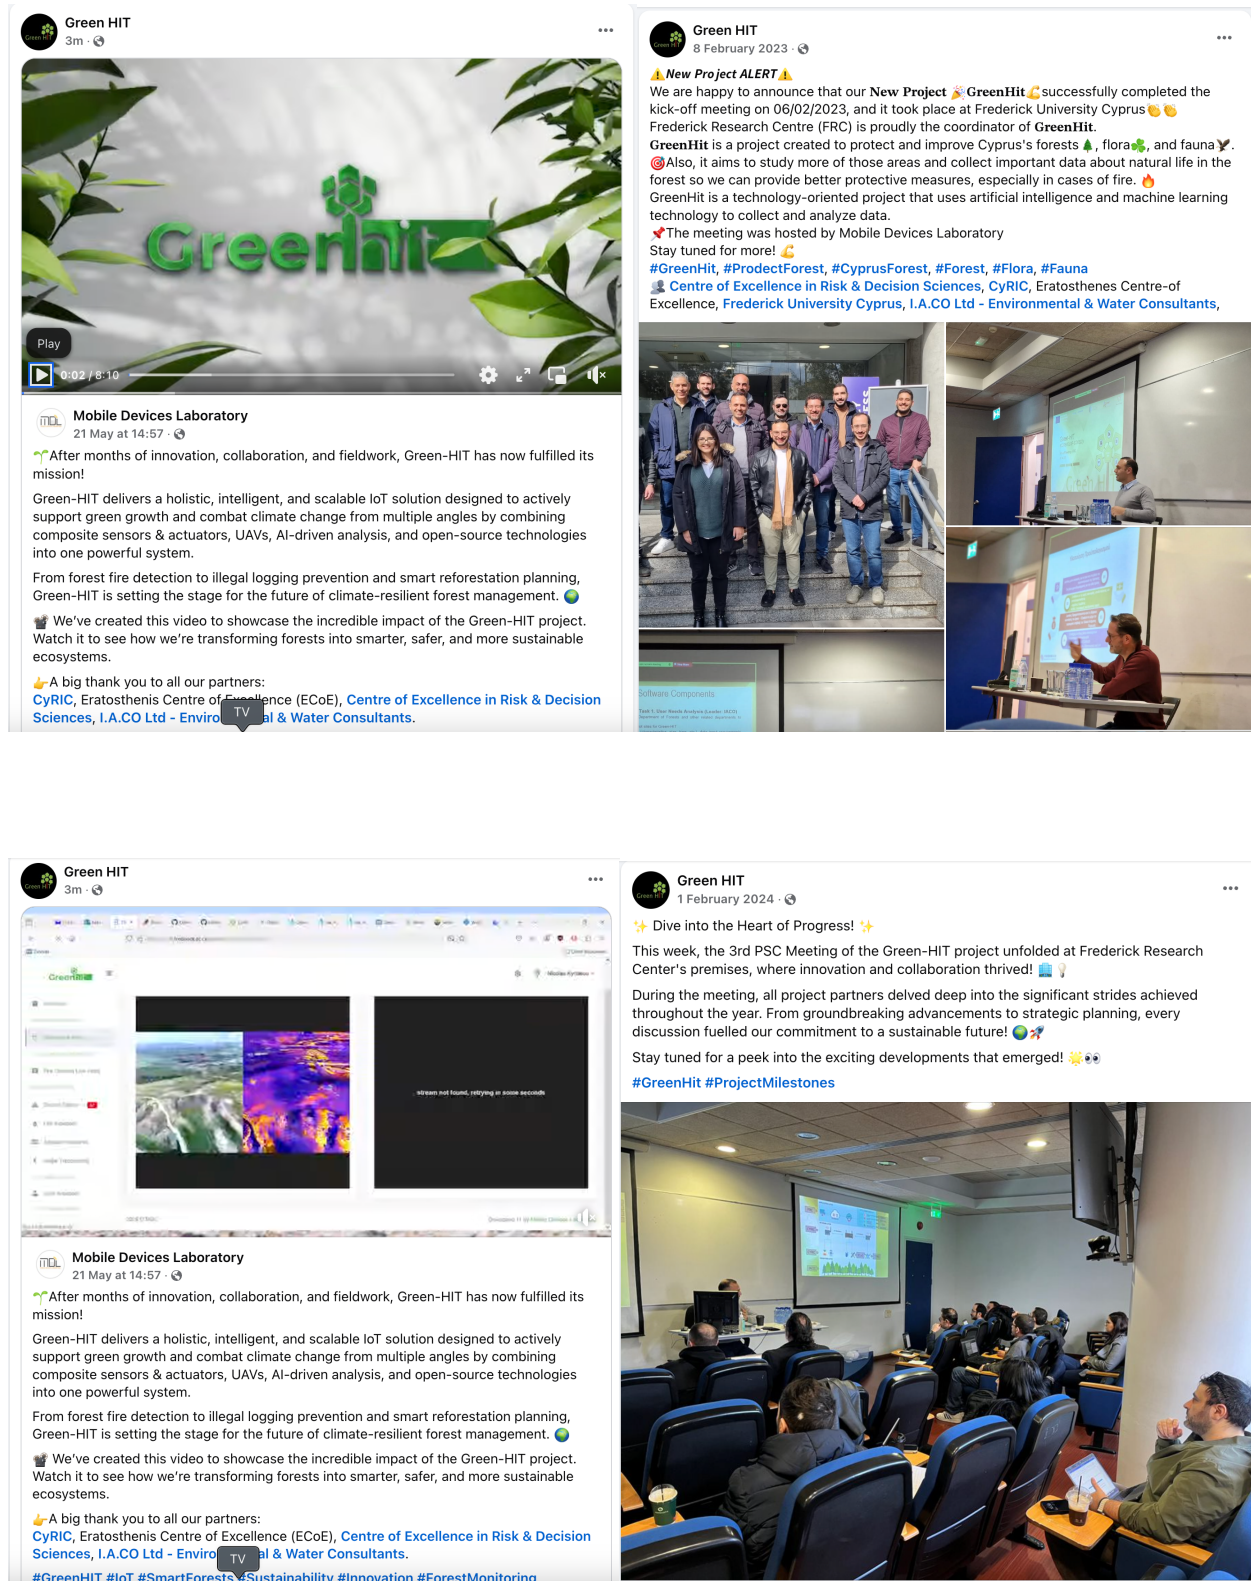 Green HIT
3m ·
Greenhit
Play
0:02 / 8:10
MDL
Mobile Devices Laboratory
21 May at 14:57 ·
🌱After months of innovation, collaboration, and fieldwork, Green-HIT has now fulfilled its
mission!
Green-HIT delivers a holistic, intelligent, and scalable IoT solution designed to actively
support green growth and combat climate change from multiple angles by combining
composite sensors & actuators, UAVs, AI-driven analysis, and open-source technologies
into one powerful system.
From forest fire detection to illegal logging prevention and smart reforestation planning,
Green-HIT is setting the stage for the future of climate-resilient forest management. 🌍
📽 We've created this video to showcase the incredible impact of the Green-HIT project.
Watch it to see how we're transforming forests into smarter, safer, and more sustainable
ecosystems.
👉A big thank you to all our partners:
CyRIC, Eratosthenis Centre of Excellence (ECoE), Centre of Excellence in Risk & Decision
Sciences, I.A.CO Ltd - Enviro al & Water Consultants.
TV
Green HIT
8 February 2023 ·
⚠️New Project ALERT⚠️
We are happy to announce that our New Project 🎉GreenHit💪successfully completed the
kick-off meeting on 06/02/2023, and it took place at Frederick University Cyprus👏👏
Frederick Research Centre (FRC) is proudly the coordinator of GreenHit.
GreenHit is a project created to protect and improve Cyprus's forests🌲, flora☘️, and fauna🦅.
🎯Also, it aims to study more of those areas and collect important data about natural life in the
forest so we can provide better protective measures, especially in cases of fire. 🔥
GreenHit is a technology-oriented project that uses artificial intelligence and machine learning
technology to collect and analyze data.
📌The meeting was hosted by Mobile Devices Laboratory
Stay tuned for more! 💪
#GreenHit, #ProdectForest, #CyprusForest, #Forest, #Flora, #Fauna
👥 Centre of Excellence in Risk & Decision Sciences, CyRIC, Eratosthenes Centre-of
Excellence, Frederick University Cyprus, I.A.CO Ltd - Environmental & Water Consultants,
Software Components
Task 1. User Needs Analysis (Leader: IACO)
Green HIT
3m ·
Greenhit
stream not found, retrying in some seconds
MDL
Mobile Devices Laboratory
21 May at 14:57 ·
🌱After months of innovation, collaboration, and fieldwork, Green-HIT has now fulfilled its
mission!
Green-HIT delivers a holistic, intelligent, and scalable IoT solution designed to actively
support green growth and combat climate change from multiple angles by combining
composite sensors & actuators, UAVs, AI-driven analysis, and open-source technologies
into one powerful system.
From forest fire detection to illegal logging prevention and smart reforestation planning,
Green-HIT is setting the stage for the future of climate-resilient forest management. 🌍
📽 We've created this video to showcase the incredible impact of the Green-HIT project.
Watch it to see how we're transforming forests into smarter, safer, and more sustainable
ecosystems.
👉A big thank you to all our partners:
CyRIC, Eratosthenis Centre of Excellence (ECoE), Centre of Excellence in Risk & Decision
Sciences, I.A.CO Ltd - Enviro al & Water Consultants.
TV
#GreenHIT #IoT #SmartForests #Sustainability #Innovation #ForestMonitoring
Green HIT
1 February 2024 ·
✨ Dive into the Heart of Progress! ✨
This week, the 3rd PSC Meeting of the Green-HIT project unfolded at Frederick Research
Center's premises, where innovation and collaboration thrived! 🏢💡
During the meeting, all project partners delved deep into the significant strides achieved
throughout the year. From groundbreaking advancements to strategic planning, every
discussion fuelled our commitment to a sustainable future! 🌍🚀
Stay tuned for a peek into the exciting developments that emerged! 🌟👀
#GreenHit #ProjectMilestones